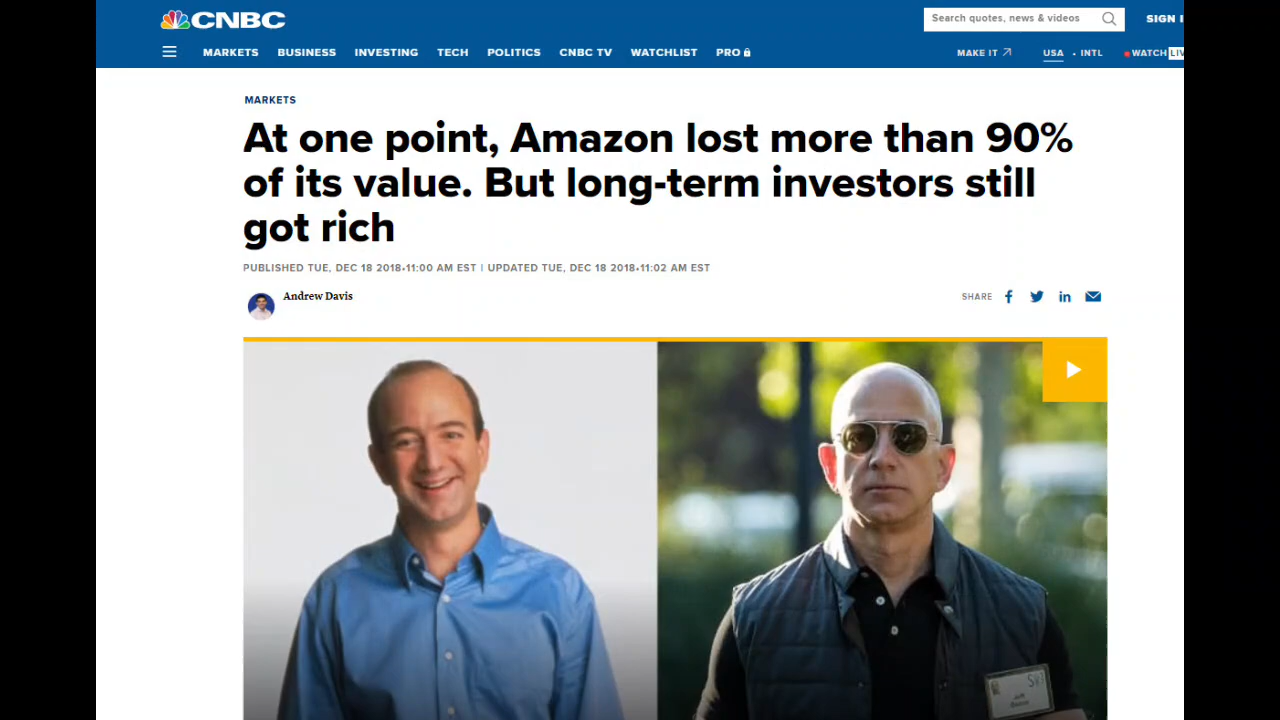 CNBC
Search quotes, news & videos
SIGN I
MARKETS BUSINESS INVESTING TECH POLITICS CNBC TV WATCHLIST PRO
MAKE IT USA • INTL WATCH LIV
MARKETS
At one point, Amazon lost more than 90%
of its value. But long-term investors still
got rich
PUBLISHED TUE, DEC 18 2018•11:00 AM EST | UPDATED TUE, DEC 18 2018•11:02 AM EST
Andrew Davis
SHARE